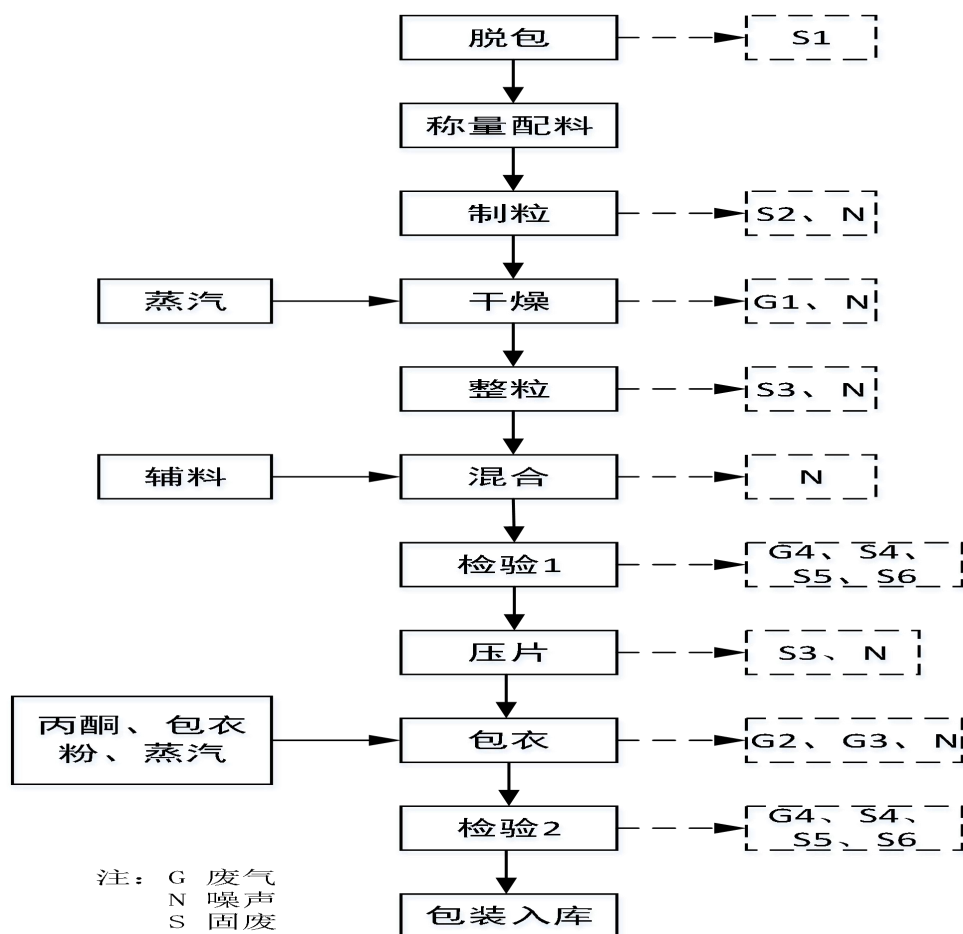 脱包
S1
称量配料
制粒
S2、N
蒸汽
干燥
G1、N
整粒
S3、N
辅料
混合
N
检验1
G4、S4、
S5、S6
压片
S3、N
丙酮、包衣
粉、蒸汽
包衣
G2、G3、N
检验2
G4、S4、
S5、S6
注：G 废气
N 噪声
S 固废
包装入库